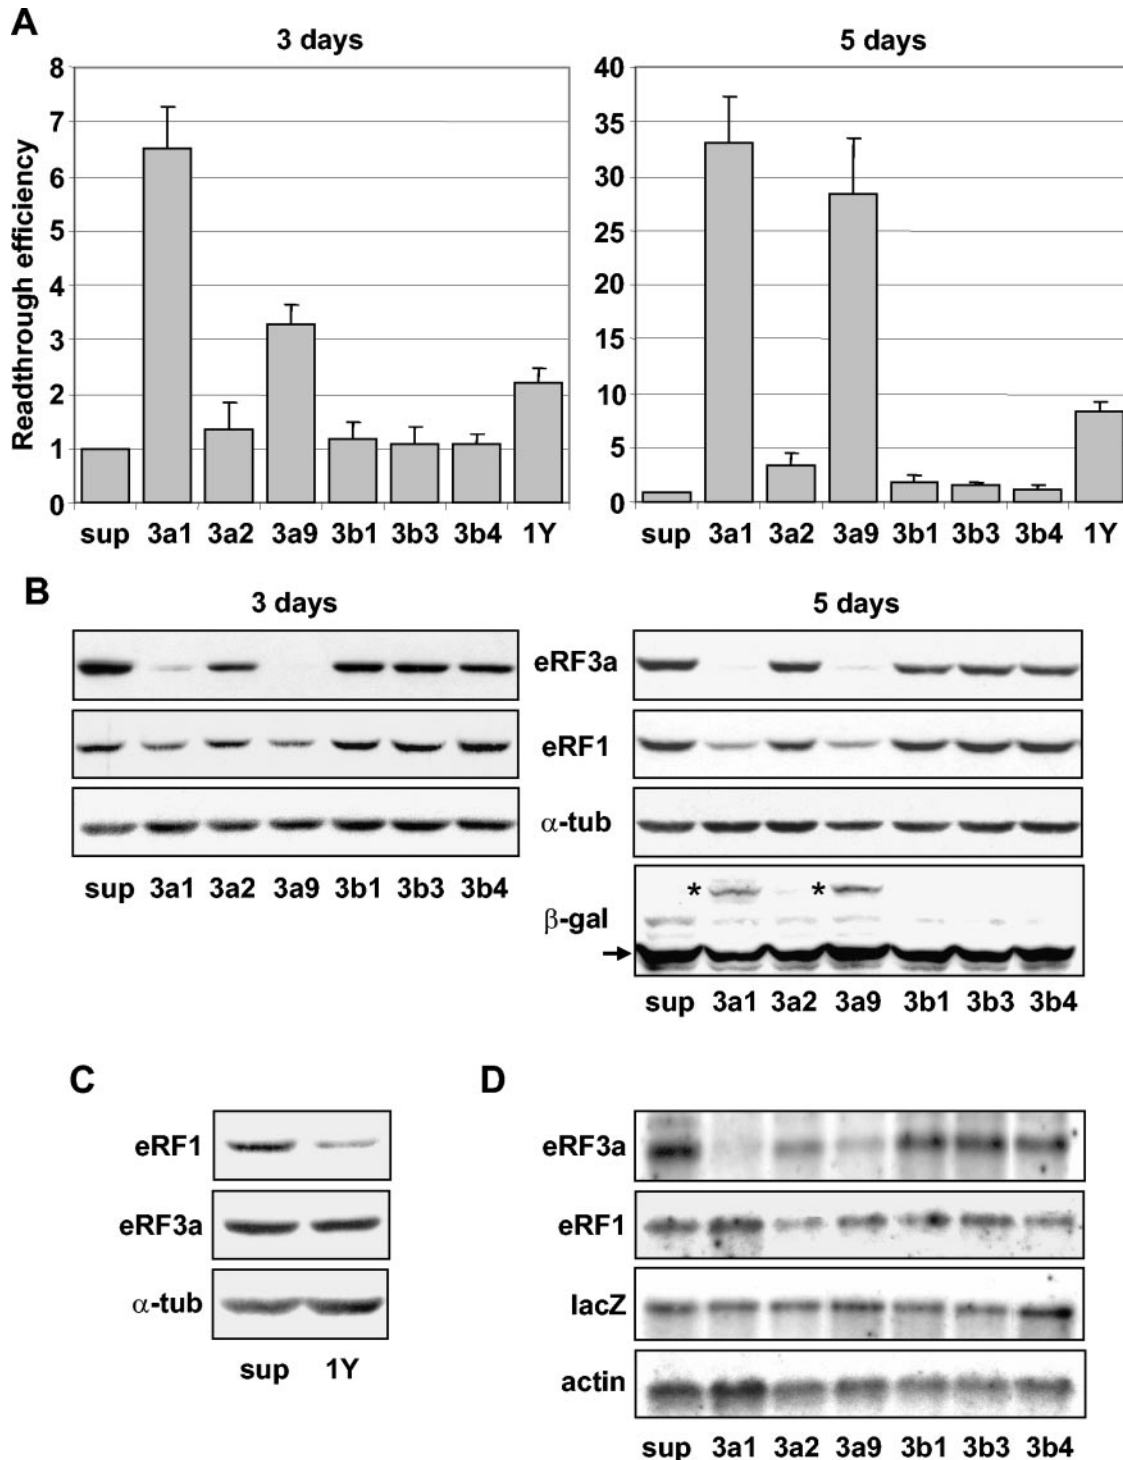 A
3 days
5 days
Readthrough efficiency
8
7
6
5
4
3
2
1
0
sup 3a1 3a2 3a9 3b1 3b3 3b4 1Y
40
35
30
25
20
15
10
5
0
sup 3a1 3a2 3a9 3b1 3b3 3b4 1Y
B
3 days
5 days
eRF3a
eRF1
α-tub
sup 3a1 3a2 3a9 3b1 3b3 3b4
* *
β-gal
sup 3a1 3a2 3a9 3b1 3b3 3b4
C
eRF1
eRF3a
α-tub
sup 1Y
D
eRF3a
eRF1
lacZ
actin
sup 3a1 3a2 3a9 3b1 3b3 3b4